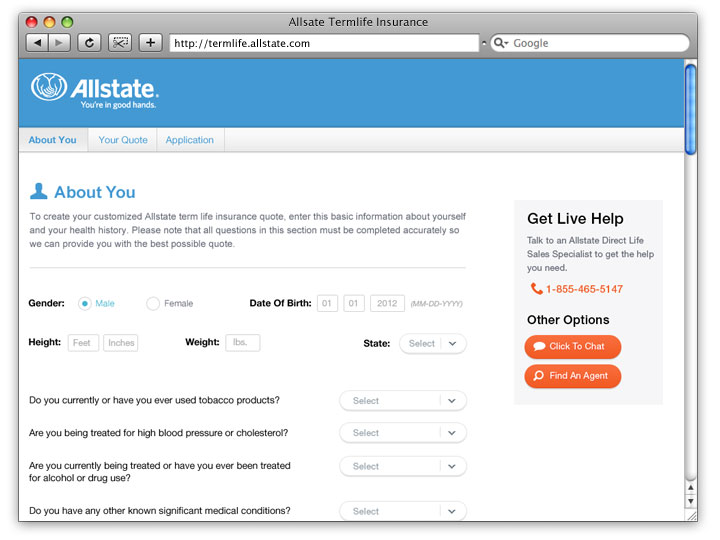 Allsate Termlife Insurance
http://termlife.allstate.com
Google
Allstate.
You're in good hands.
About You
Your Quote
Application
About You
To create your customized Allstate term life insurance quote, enter this basic information about yourself
and your health history. Please note that all questions in this section must be completed accurately so
we can provide you with the best possible quote.
Gender: Male Female Date Of Birth: 01 01 2012 (MM-DD-YYYY)
Height: Feet Inches Weight: lbs. State: Select
Do you currently or have you ever used tobacco products? Select
Are you being treated for high blood pressure or cholesterol? Select
Are you currently being treated or have you ever been treated
for alcohol or drug use? Select
Do you have any other known significant medical conditions? Select
Get Live Help
Talk to an Allstate Direct Life
Sales Specialist to get the help
you need.
1-855-465-5147
Other Options
Click To Chat
Find An Agent